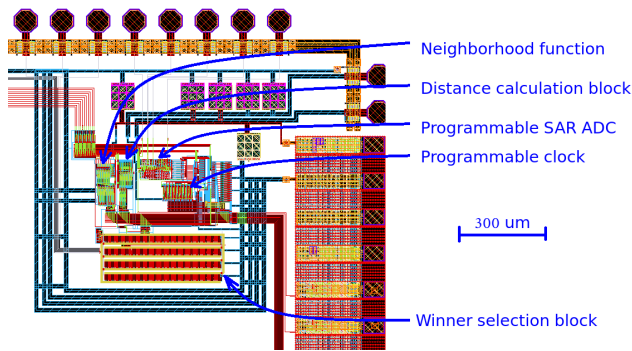 Neighborhood function
Distance calculation block
Programmable SAR ADC
Programmable clock
300 um
Winner selection block